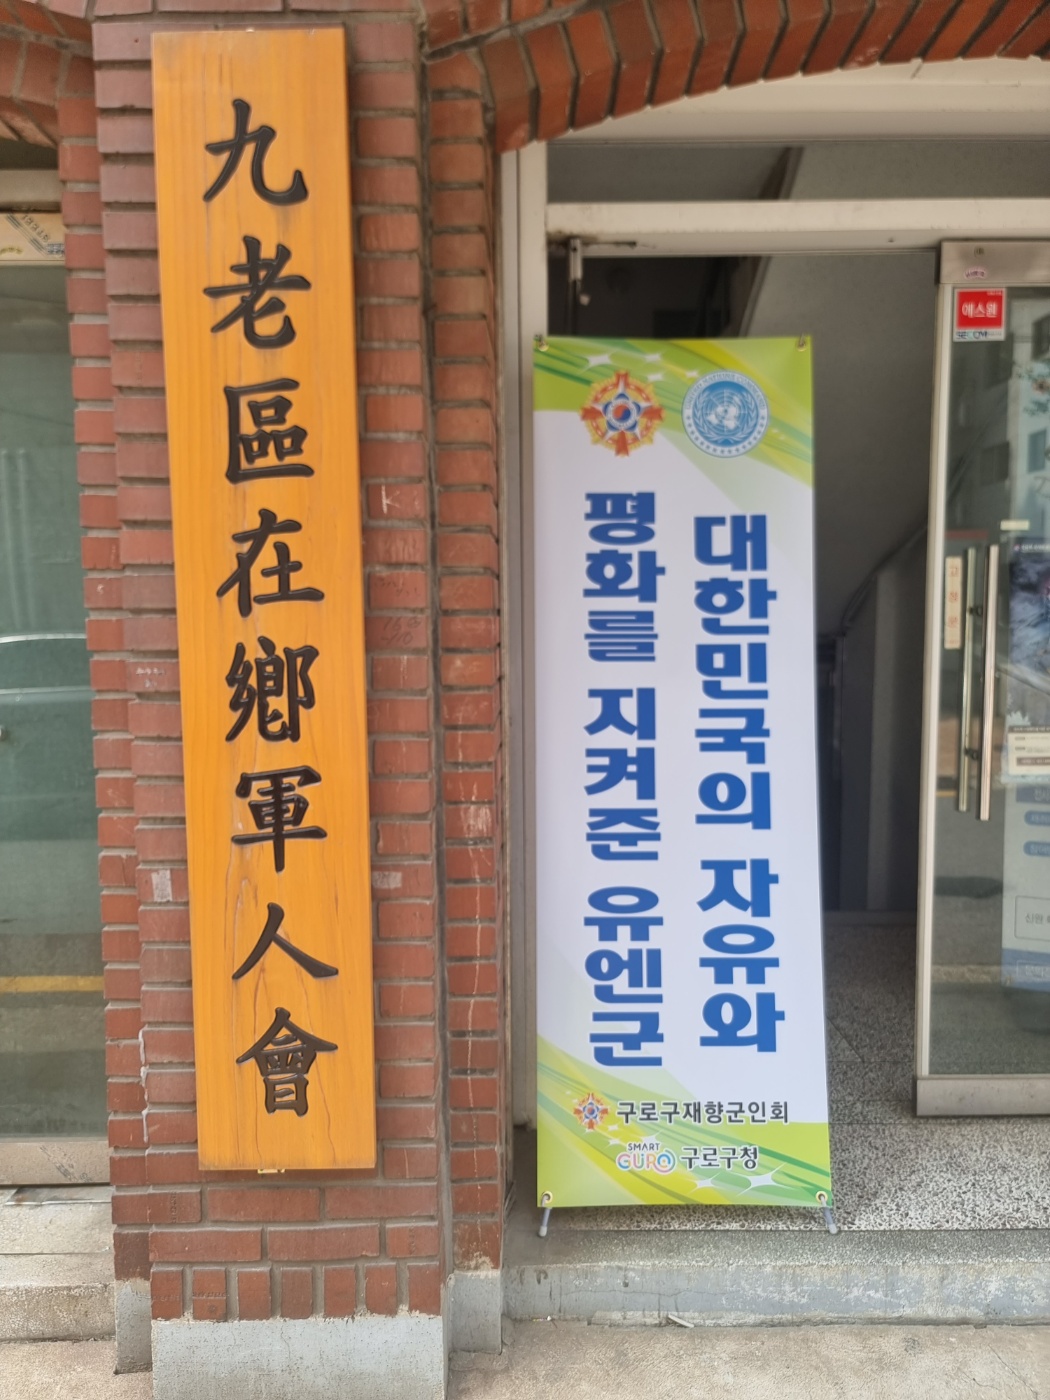 九老區在鄕軍人會
대한민국의 자유와
평화를 지켜준 유엔군
구로구재향군인회
SMART
GURO 구로구청
에스원
SECOM